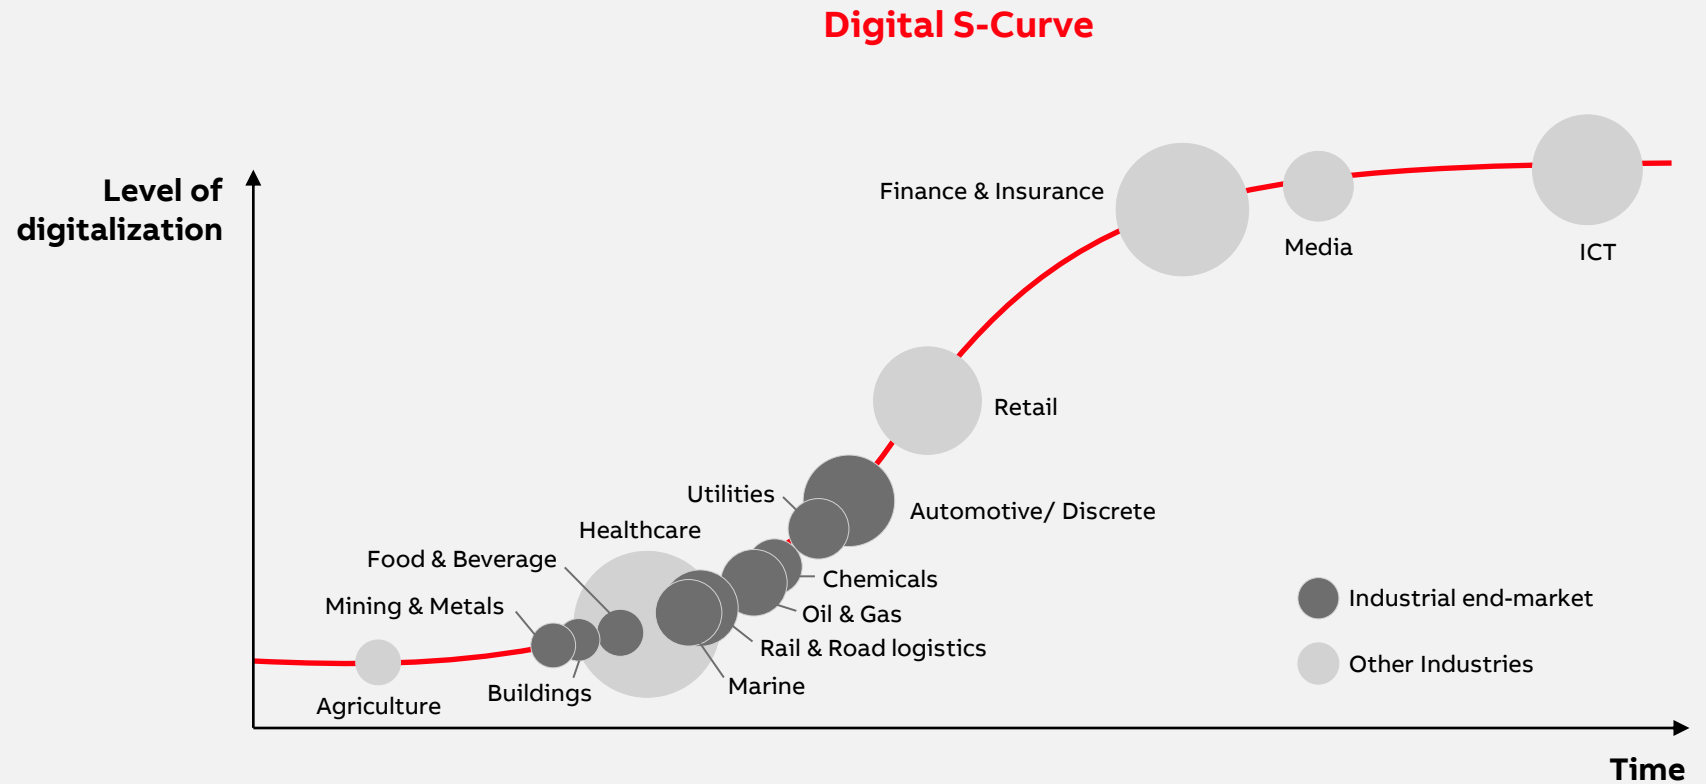 Digital S-Curve
Level of
digitalization
Finance & Insurance
Media
ICT
Retail
Utilities
Automotive/ Discrete
Healthcare
Food & Beverage
Chemicals
Mining & Metals
Oil & Gas
Rail & Road logistics
Marine
Buildings
Agriculture
Industrial end-market
Other Industries
Time